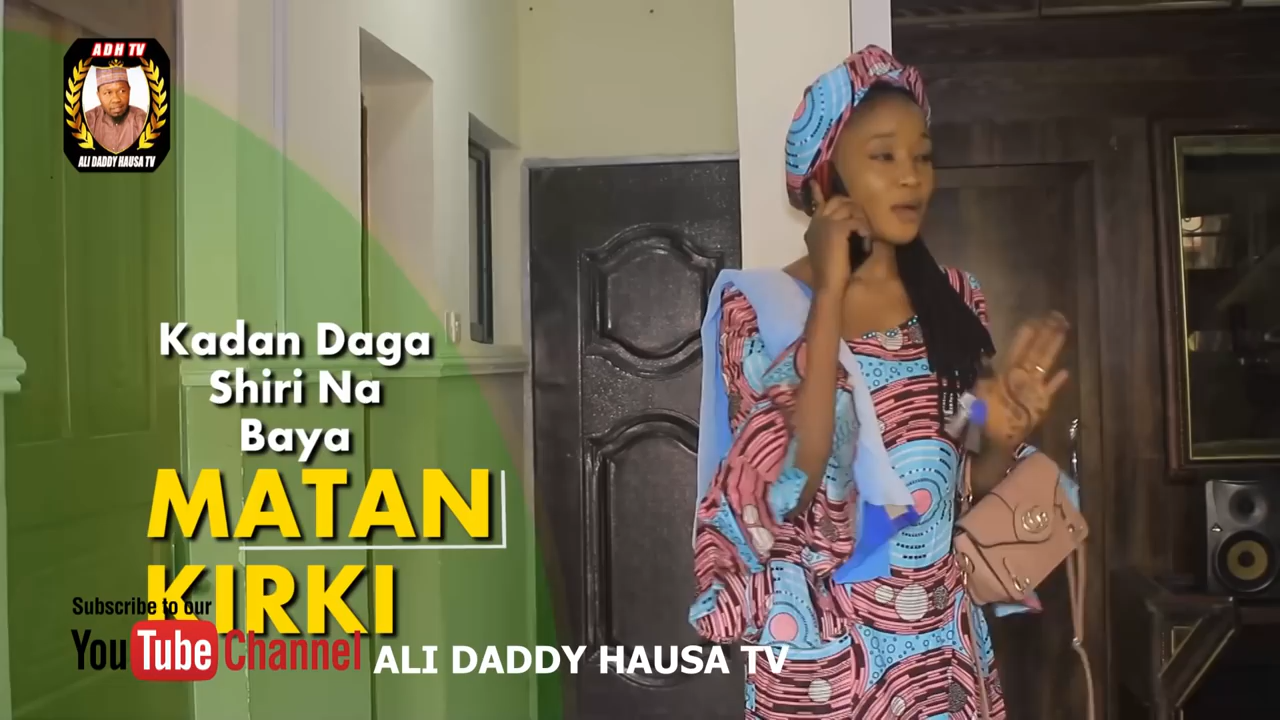 ADH TV
ALI DADDY HAUSA TV
Kadan Daga
Shiri Na
Baya
MATAN
KIRKI
Subscribe to our
YouTube Channel
ALI DADDY HAUSA TV